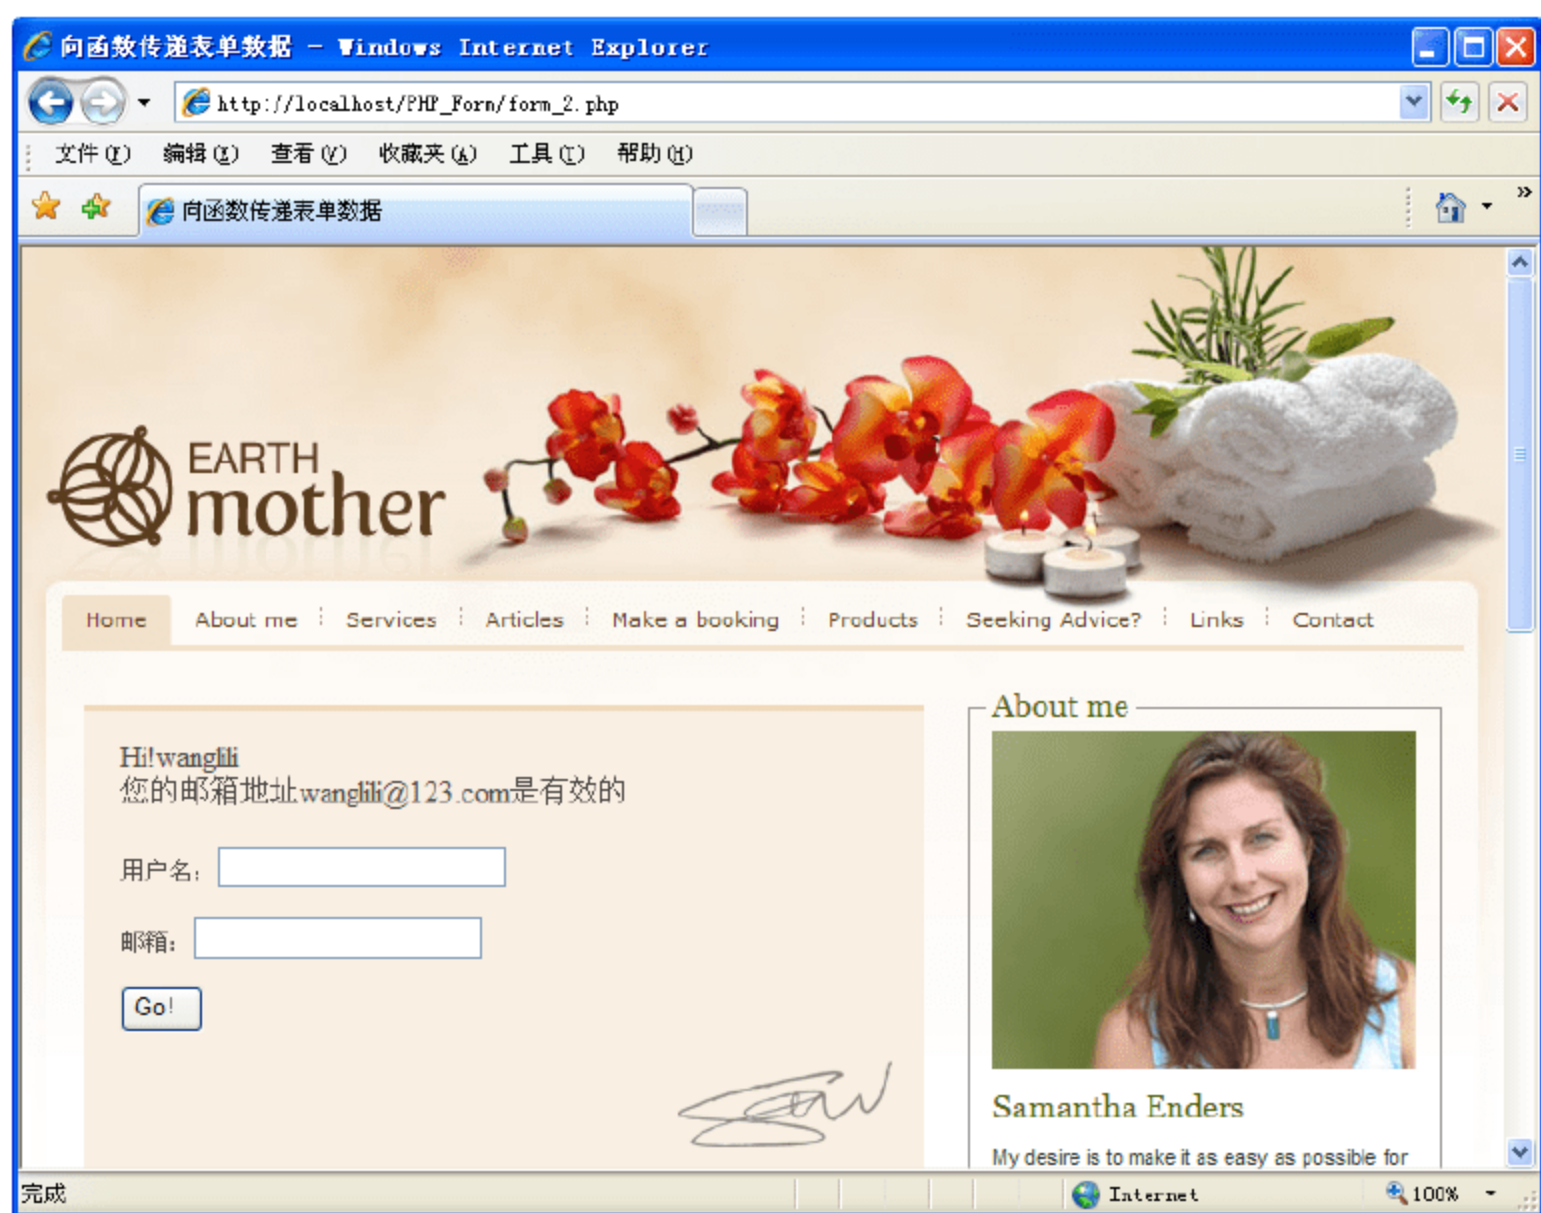 向函数传递表单数据 - Windows Internet Explorer
http://localhost/PHP_Forn/form_2.php
文件(F) 编辑(E) 查看(V) 收藏夹(A) 工具(T) 帮助(H)
向函数传递表单数据
EARTH
mother
Home About me Services Articles Make a booking Products Seeking Advice? Links Contact
Hi!wanglili
您的邮箱地址wanglili@123.com是有效的
用户名:
邮箱:
Go!
About me
Samantha Enders
My desire is to make it as easy as possible for
完成 Internet 100%